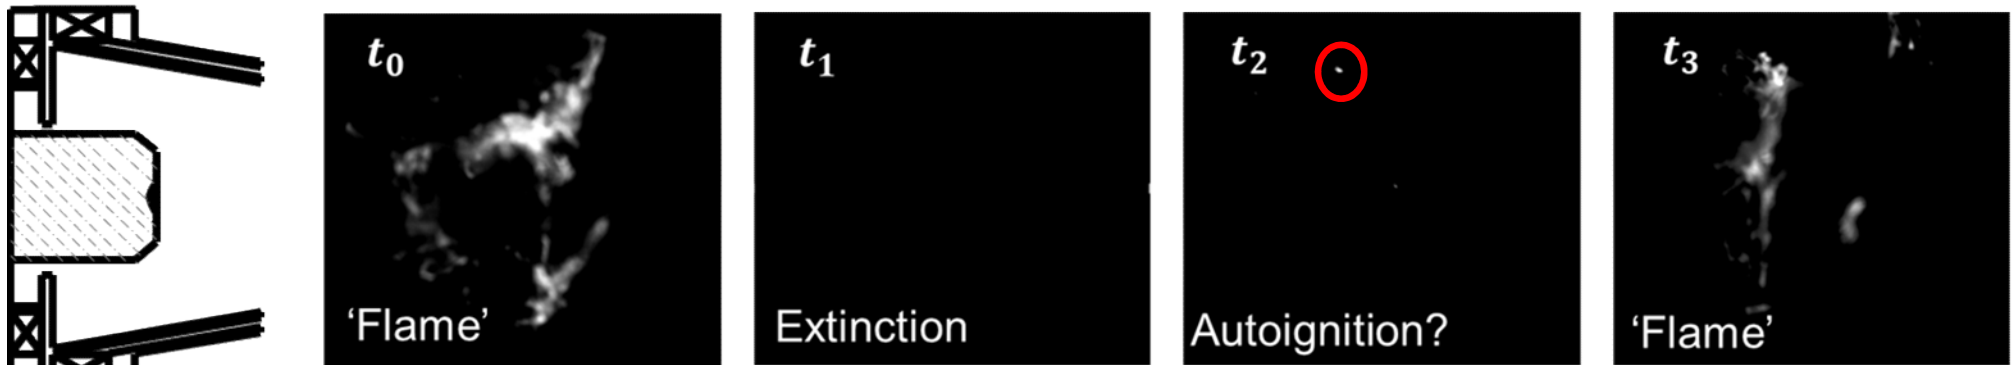 t₀
‘Flame’
t₁
Extinction
t₂
Autoignition?
t₃
‘Flame’